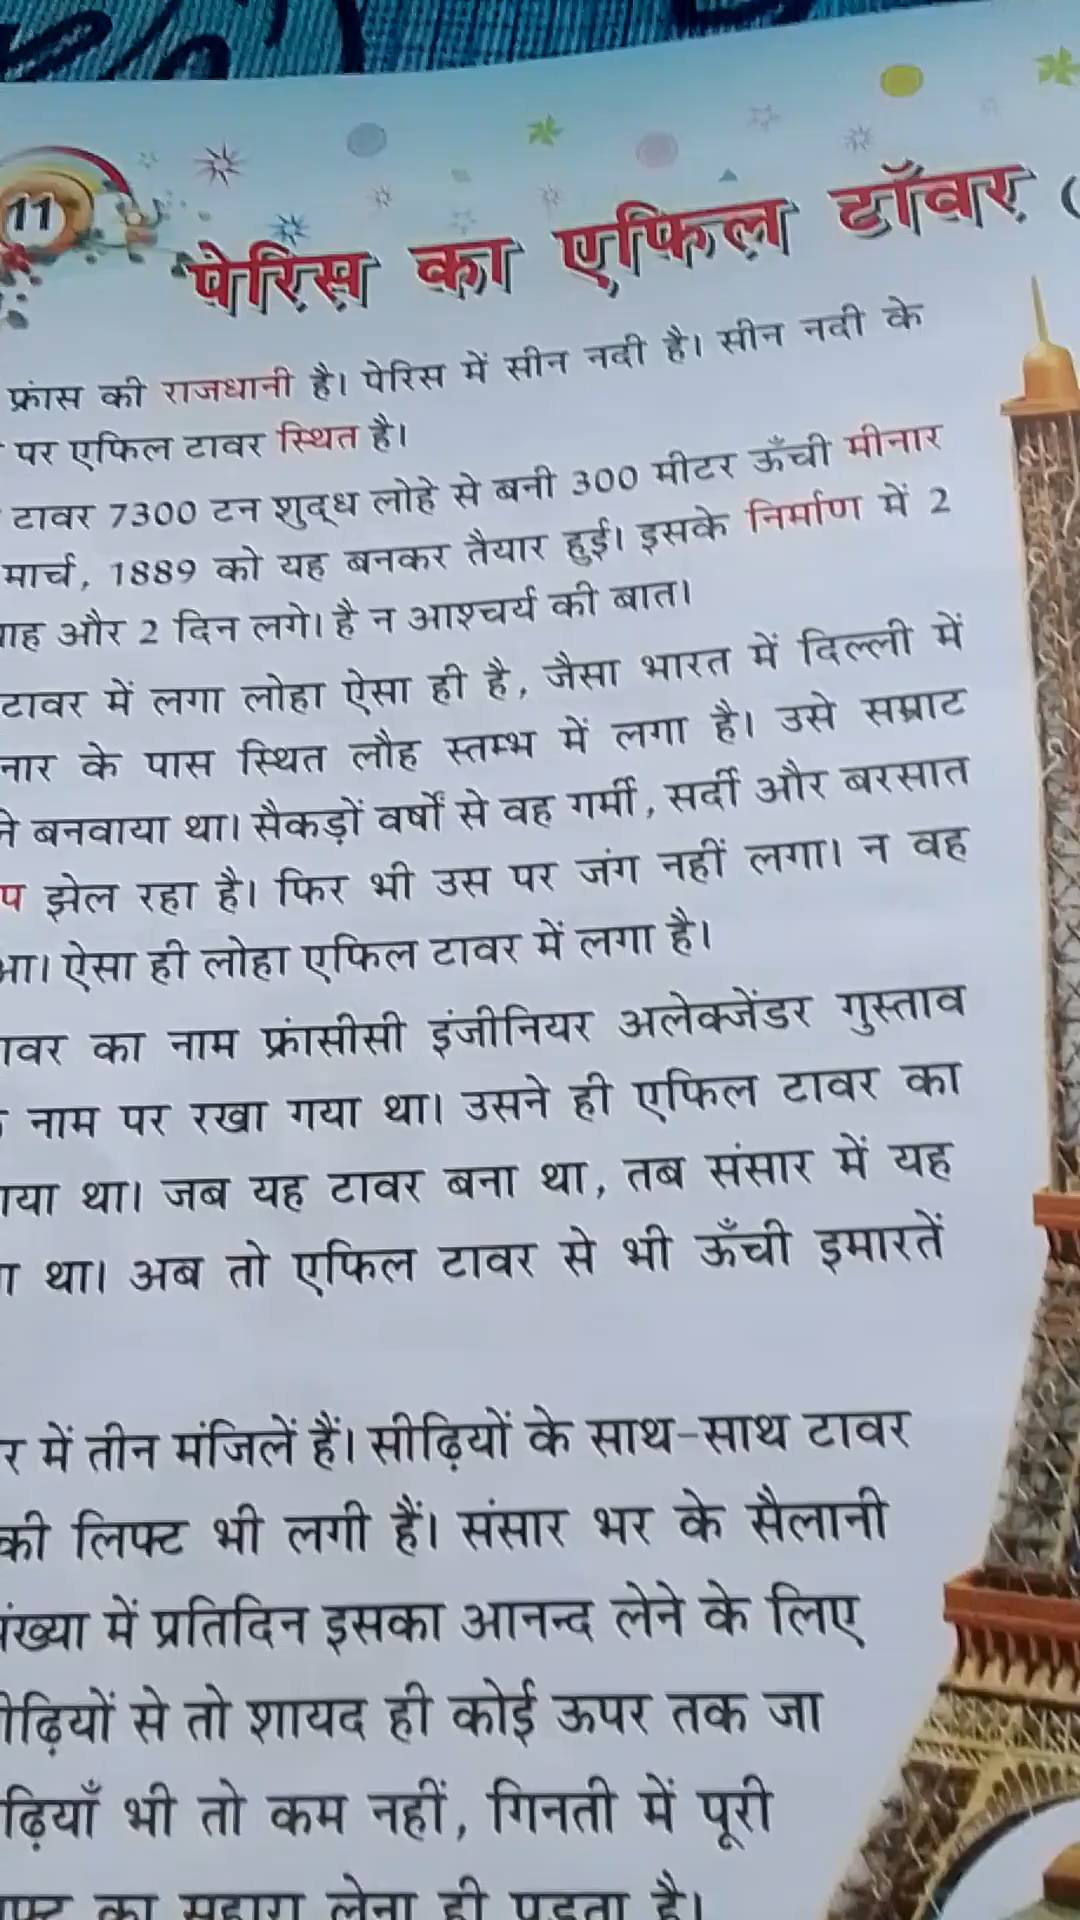 11
पेरिस का एफिल टॉवर (
फ्रांस की राजधानी है। पेरिस में सीन नदी है। सीन नदी के
पर एफिल टावर स्थित है।
टावर 7300 टन शुद्ध लोहे से बनी 300 मीटर ऊँची मीनार
मार्च, 1889 को यह बनकर तैयार हुई। इसके निर्माण में 2
और 2 दिन लगे। है न आश्चर्य की बात।
टावर में लगा लोहा ऐसा ही है, जैसा भारत में दिल्ली में
के पास स्थित लौह स्तम्भ में लगा है। उसे सम्राट
ने बनवाया था। सैकड़ों वर्षों से वह गर्मी, सर्दी और बरसात
झेल रहा है। फिर भी उस पर जंग नहीं लगा। न वह
ऐसा ही लोहा एफिल टावर में लगा है।
का नाम फ्रांसीसी इंजीनियर अलेक्जेंडर गुस्ताव
नाम पर रखा गया था। उसने ही एफिल टावर का
था। जब यह टावर बना था, तब संसार में यह
था। अब तो एफिल टावर से भी ऊँची इमारतें
में तीन मंजिलें हैं। सीढ़ियों के साथ-साथ टावर
की लिफ्ट भी लगी हैं। संसार भर के सैलानी
में प्रतिदिन इसका आनन्द लेने के लिए
से तो शायद ही कोई ऊपर तक जा
भी तो कम नहीं, गिनती में पूरी
का सहारा लेना ही पड़ता है।